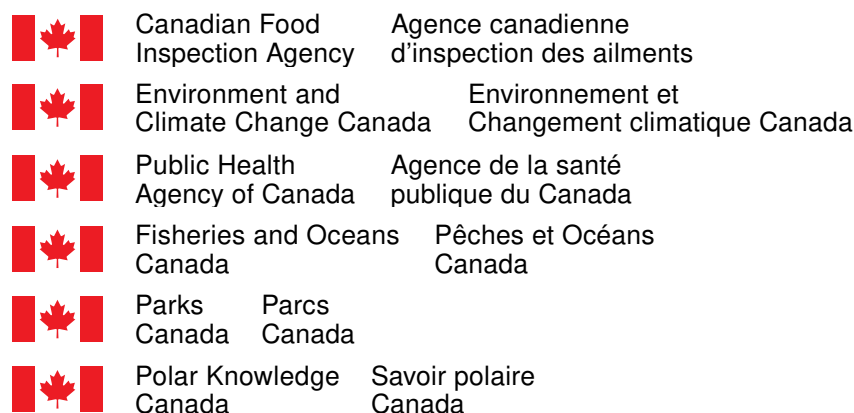 Canadian Food
Inspection Agency
Agence canadienne
d'inspection des ailments
Environment and
Climate Change Canada
Environnement et
Changement climatique Canada
Public Health
Agency of Canada
Agence de la santé
publique du Canada
Fisheries and Oceans
Canada
Pêches et Océans
Canada
Parks
Canada
Parcs
Canada
Polar Knowledge
Canada
Savoir polaire
Canada